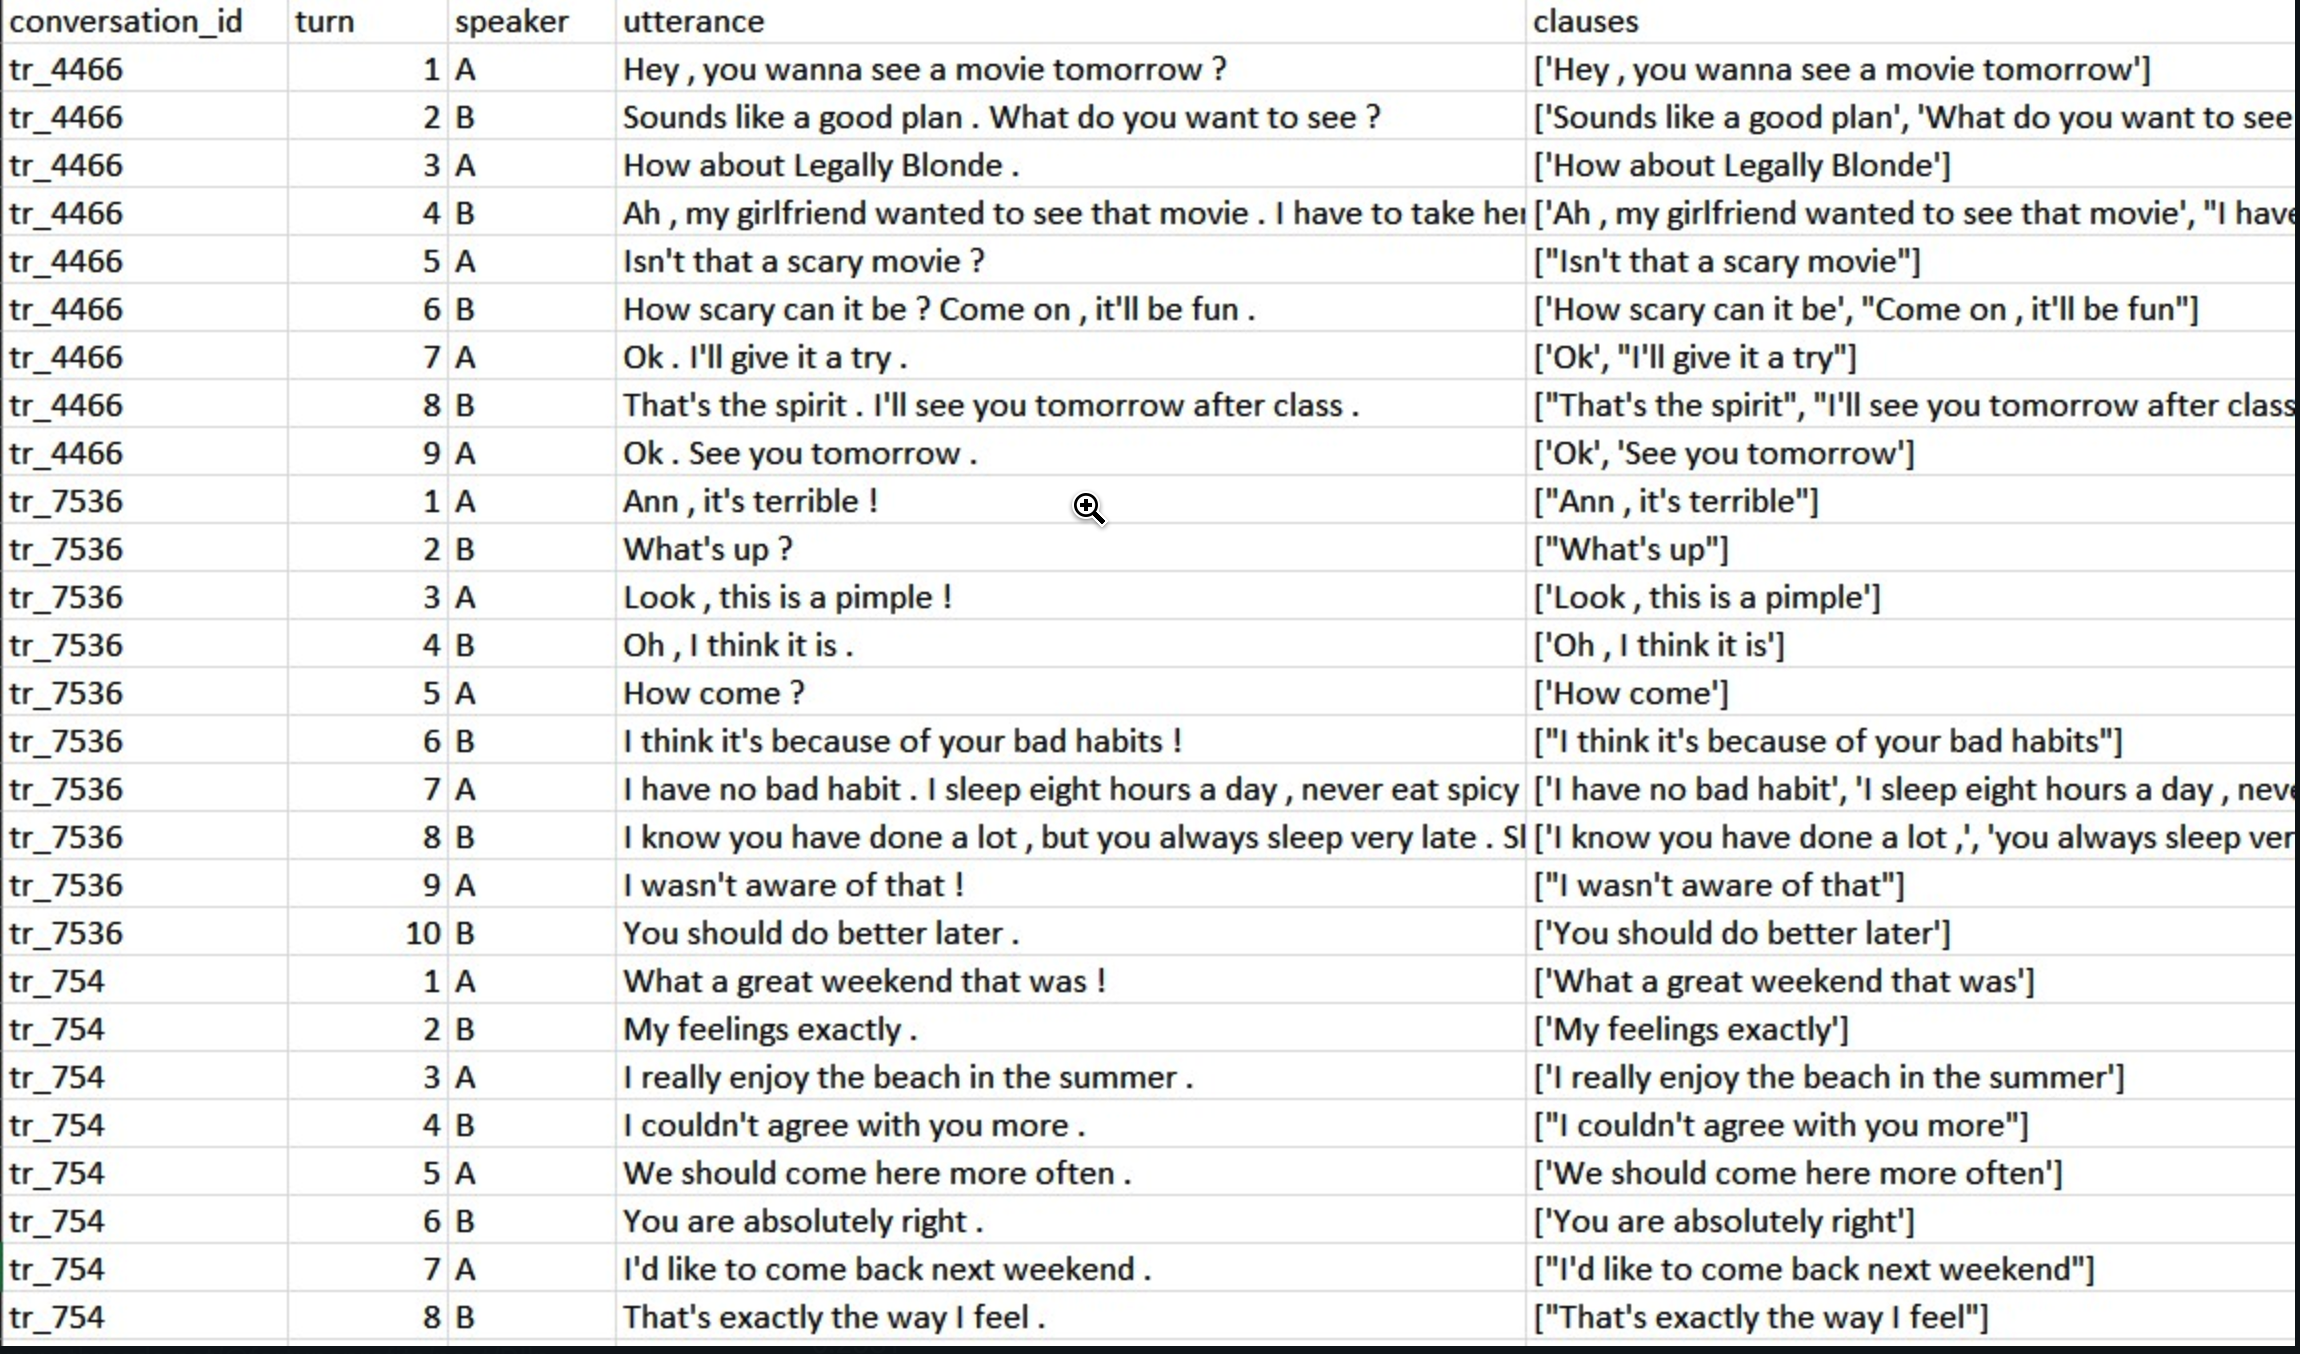 conversation_id turn speaker utterance clauses
tr_4466 1 A Hey , you wanna see a movie tomorrow ? ['Hey , you wanna see a movie tomorrow']
tr_4466 2 B Sounds like a good plan . What do you want to see ? ['Sounds like a good plan', 'What do you want to see
tr_4466 3 A How about Legally Blonde . ['How about Legally Blonde']
tr_4466 4 B Ah , my girlfriend wanted to see that movie . I have to take her ['Ah , my girlfriend wanted to see that movie', "I have
tr_4466 5 A Isn't that a scary movie ? ["Isn't that a scary movie"]
tr_4466 6 B How scary can it be ? Come on , it'll be fun . ['How scary can it be', "Come on , it'll be fun"]
tr_4466 7 A Ok . I'll give it a try . ['Ok', "I'll give it a try"]
tr_4466 8 B That's the spirit . I'll see you tomorrow after class . ["That's the spirit", "I'll see you tomorrow after class
tr_4466 9 A Ok . See you tomorrow . ['Ok', 'See you tomorrow']
tr_7536 1 A Ann , it's terrible ! ["Ann , it's terrible"]
tr_7536 2 B What's up ? ["What's up"]
tr_7536 3 A Look , this is a pimple ! ['Look , this is a pimple']
tr_7536 4 B Oh , I think it is . ['Oh , I think it is']
tr_7536 5 A How come ? ['How come']
tr_7536 6 B I think it's because of your bad habits ! ["I think it's because of your bad habits"]
tr_7536 7 A I have no bad habit . I sleep eight hours a day , never eat spicy ['I have no bad habit', 'I sleep eight hours a day , neve
tr_7536 8 B I know you have done a lot , but you always sleep very late . Sl ['I know you have done a lot ,', 'you always sleep ver
tr_7536 9 A I wasn't aware of that ! ["I wasn't aware of that"]
tr_7536 10 B You should do better later . ['You should do better later']
tr_754 1 A What a great weekend that was ! ['What a great weekend that was']
tr_754 2 B My feelings exactly . ['My feelings exactly']
tr_754 3 A I really enjoy the beach in the summer . ['I really enjoy the beach in the summer']
tr_754 4 B I couldn't agree with you more . ["I couldn't agree with you more"]
tr_754 5 A We should come here more often . ['We should come here more often']
tr_754 6 B You are absolutely right . ['You are absolutely right']
tr_754 7 A I'd like to come back next weekend . ["I'd like to come back next weekend"]
tr_754 8 B That's exactly the way I feel . ["That's exactly the way I feel"]